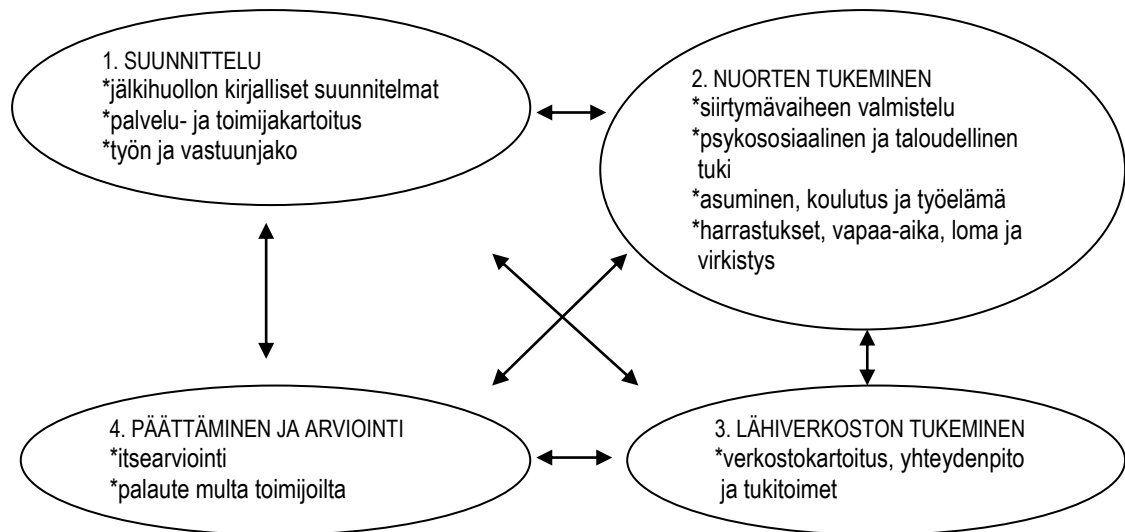 1. SUUNNITTELU
*jälkihuollon kirjalliset suunnitelmat
*palvelu- ja toimijakartoitus
*työn ja vastuunjako
2. NUORTEN TUKEMINEN
*siirtymävaiheen valmistelu
*psykososiaalinen ja taloudellinen
tuki
*asuminen, koulutus ja työelämä
*harrastukset, vapaa-aika, loma ja
virkistys
4. PÄÄTTÄMINEN JA ARVIOINTI
*itsearviointi
*palaute multa toimijoilta
3. LÄHIVERKOSTON TUKEMINEN
*verkostokartoitus, yhteydenpito
ja tukitoimet